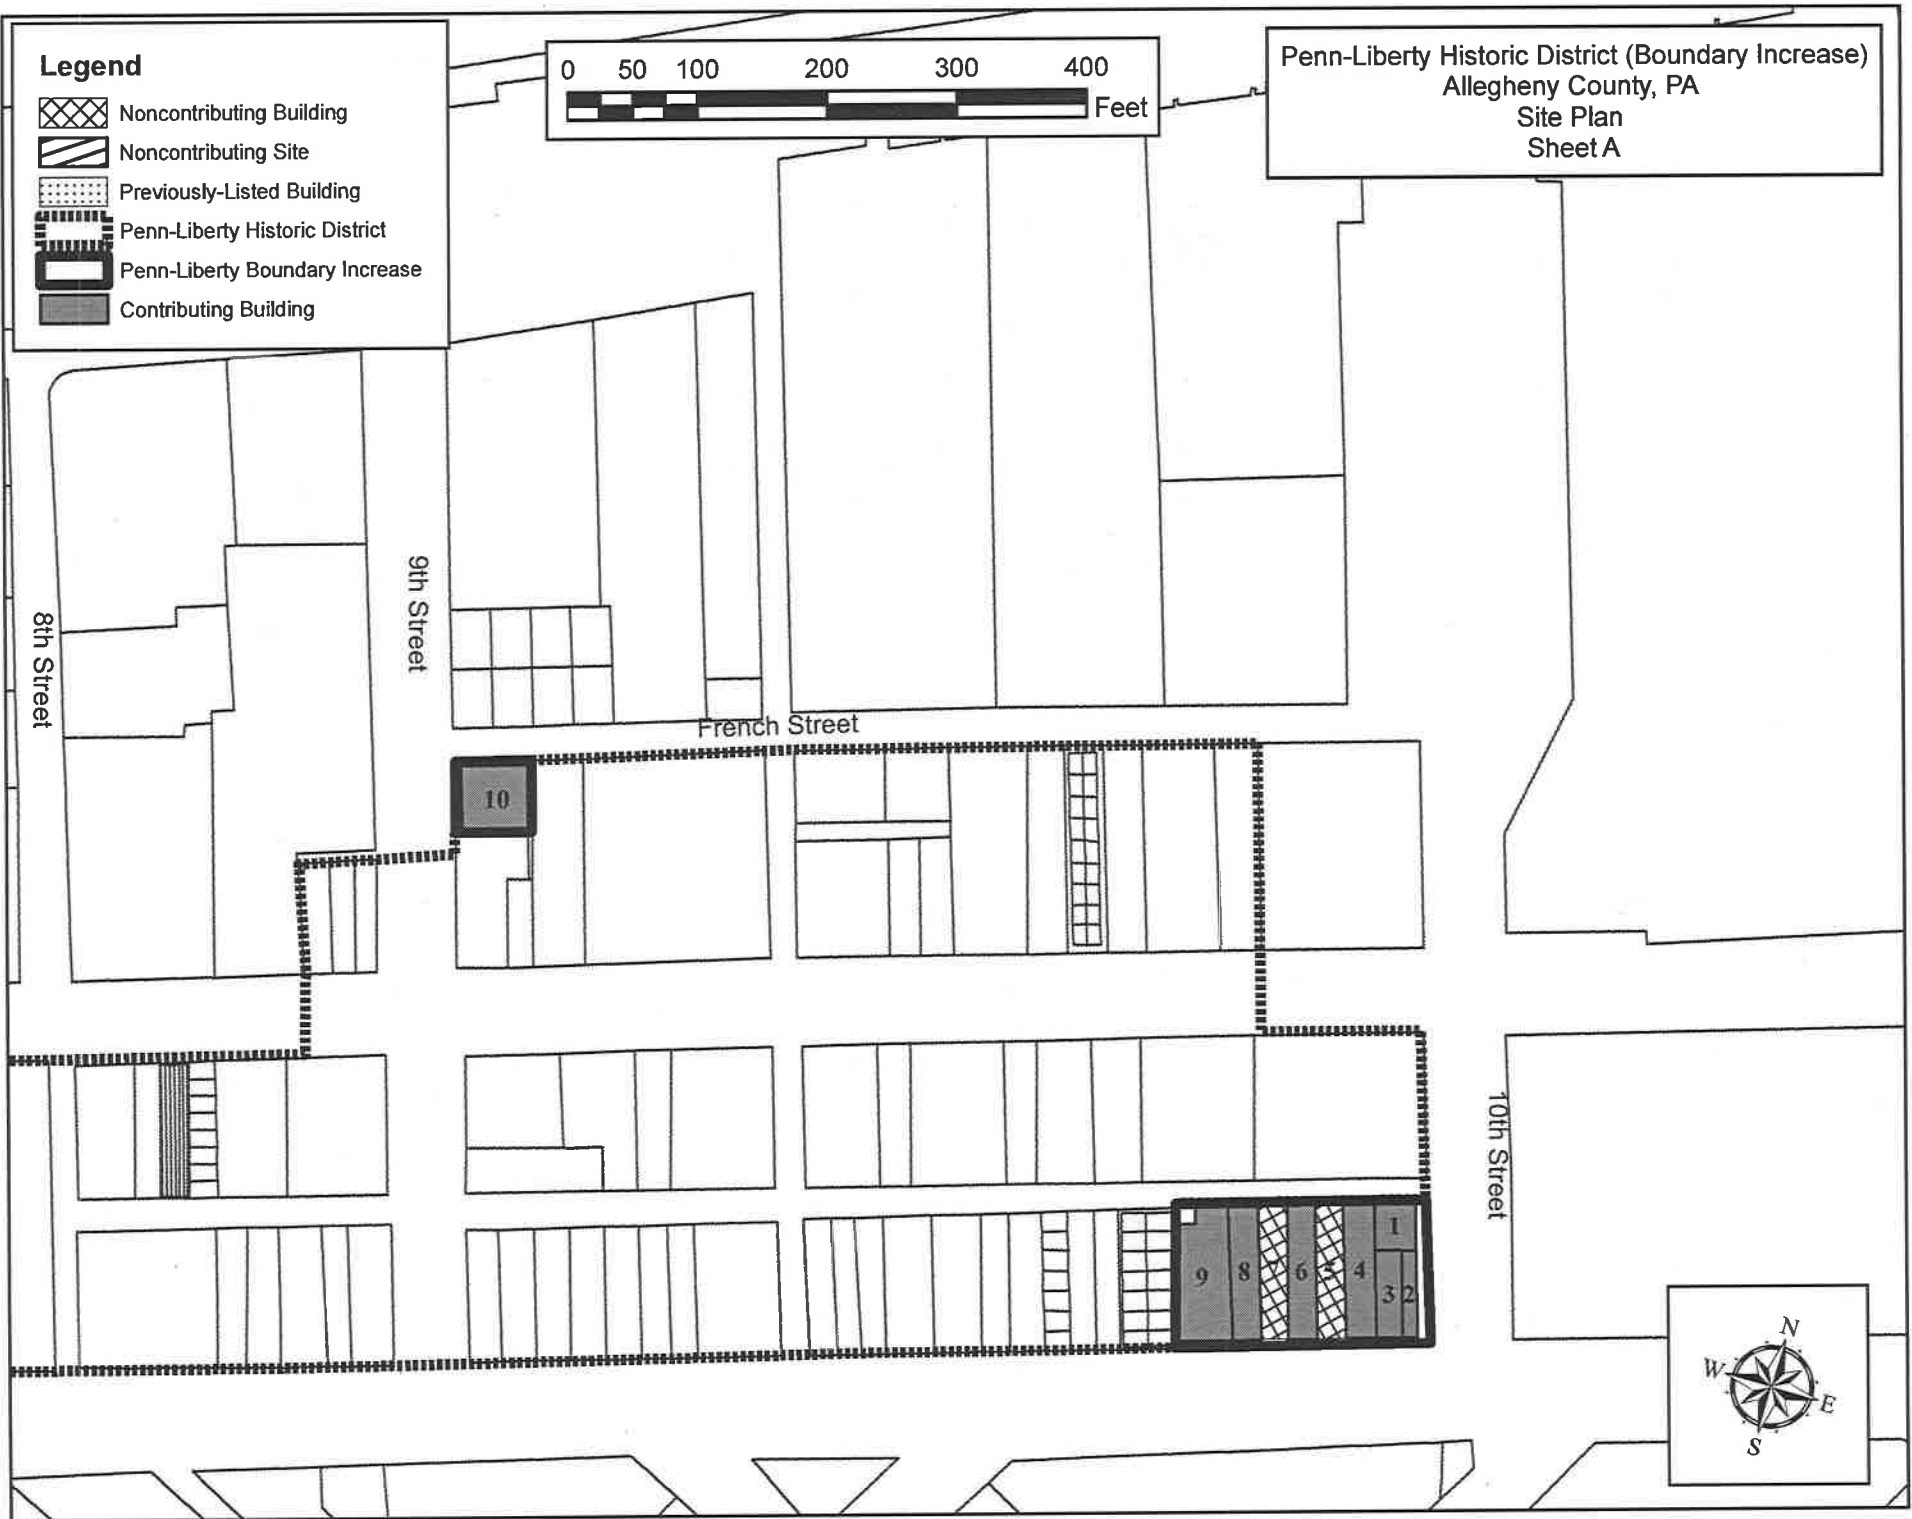 Legend
Noncontributing Building
Noncontributing Site
Previously-Listed Building
Penn-Liberty Historic District
Penn-Liberty Boundary Increase
Contributing Building
0 50 100 200 300 400
Feet
Penn-Liberty Historic District (Boundary Increase)
Allegheny County, PA
Site Plan
Sheet A
8th Street
9th Street
French Street
10
10th Street
1
9 8 6 4
3 2
N
W
E
S